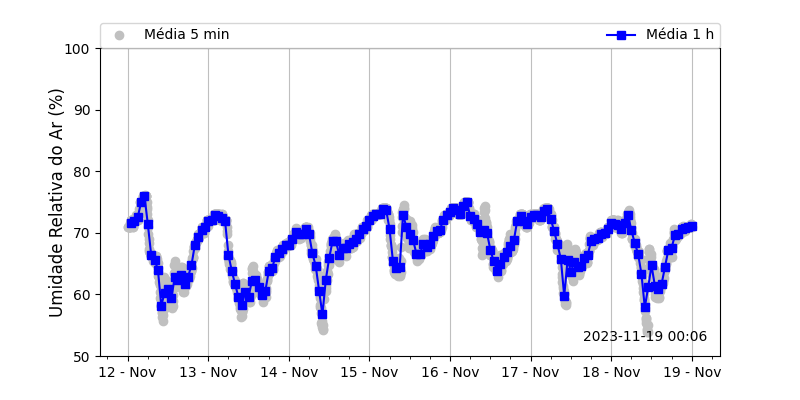 Média 5 min
Média 1 h
Umidade Relativa do Ar (%)
100
90
80
70
60
50
2023-11-19 00:06
12 - Nov
13 - Nov
14 - Nov
15 - Nov
16 - Nov
17 - Nov
18 - Nov
19 - Nov